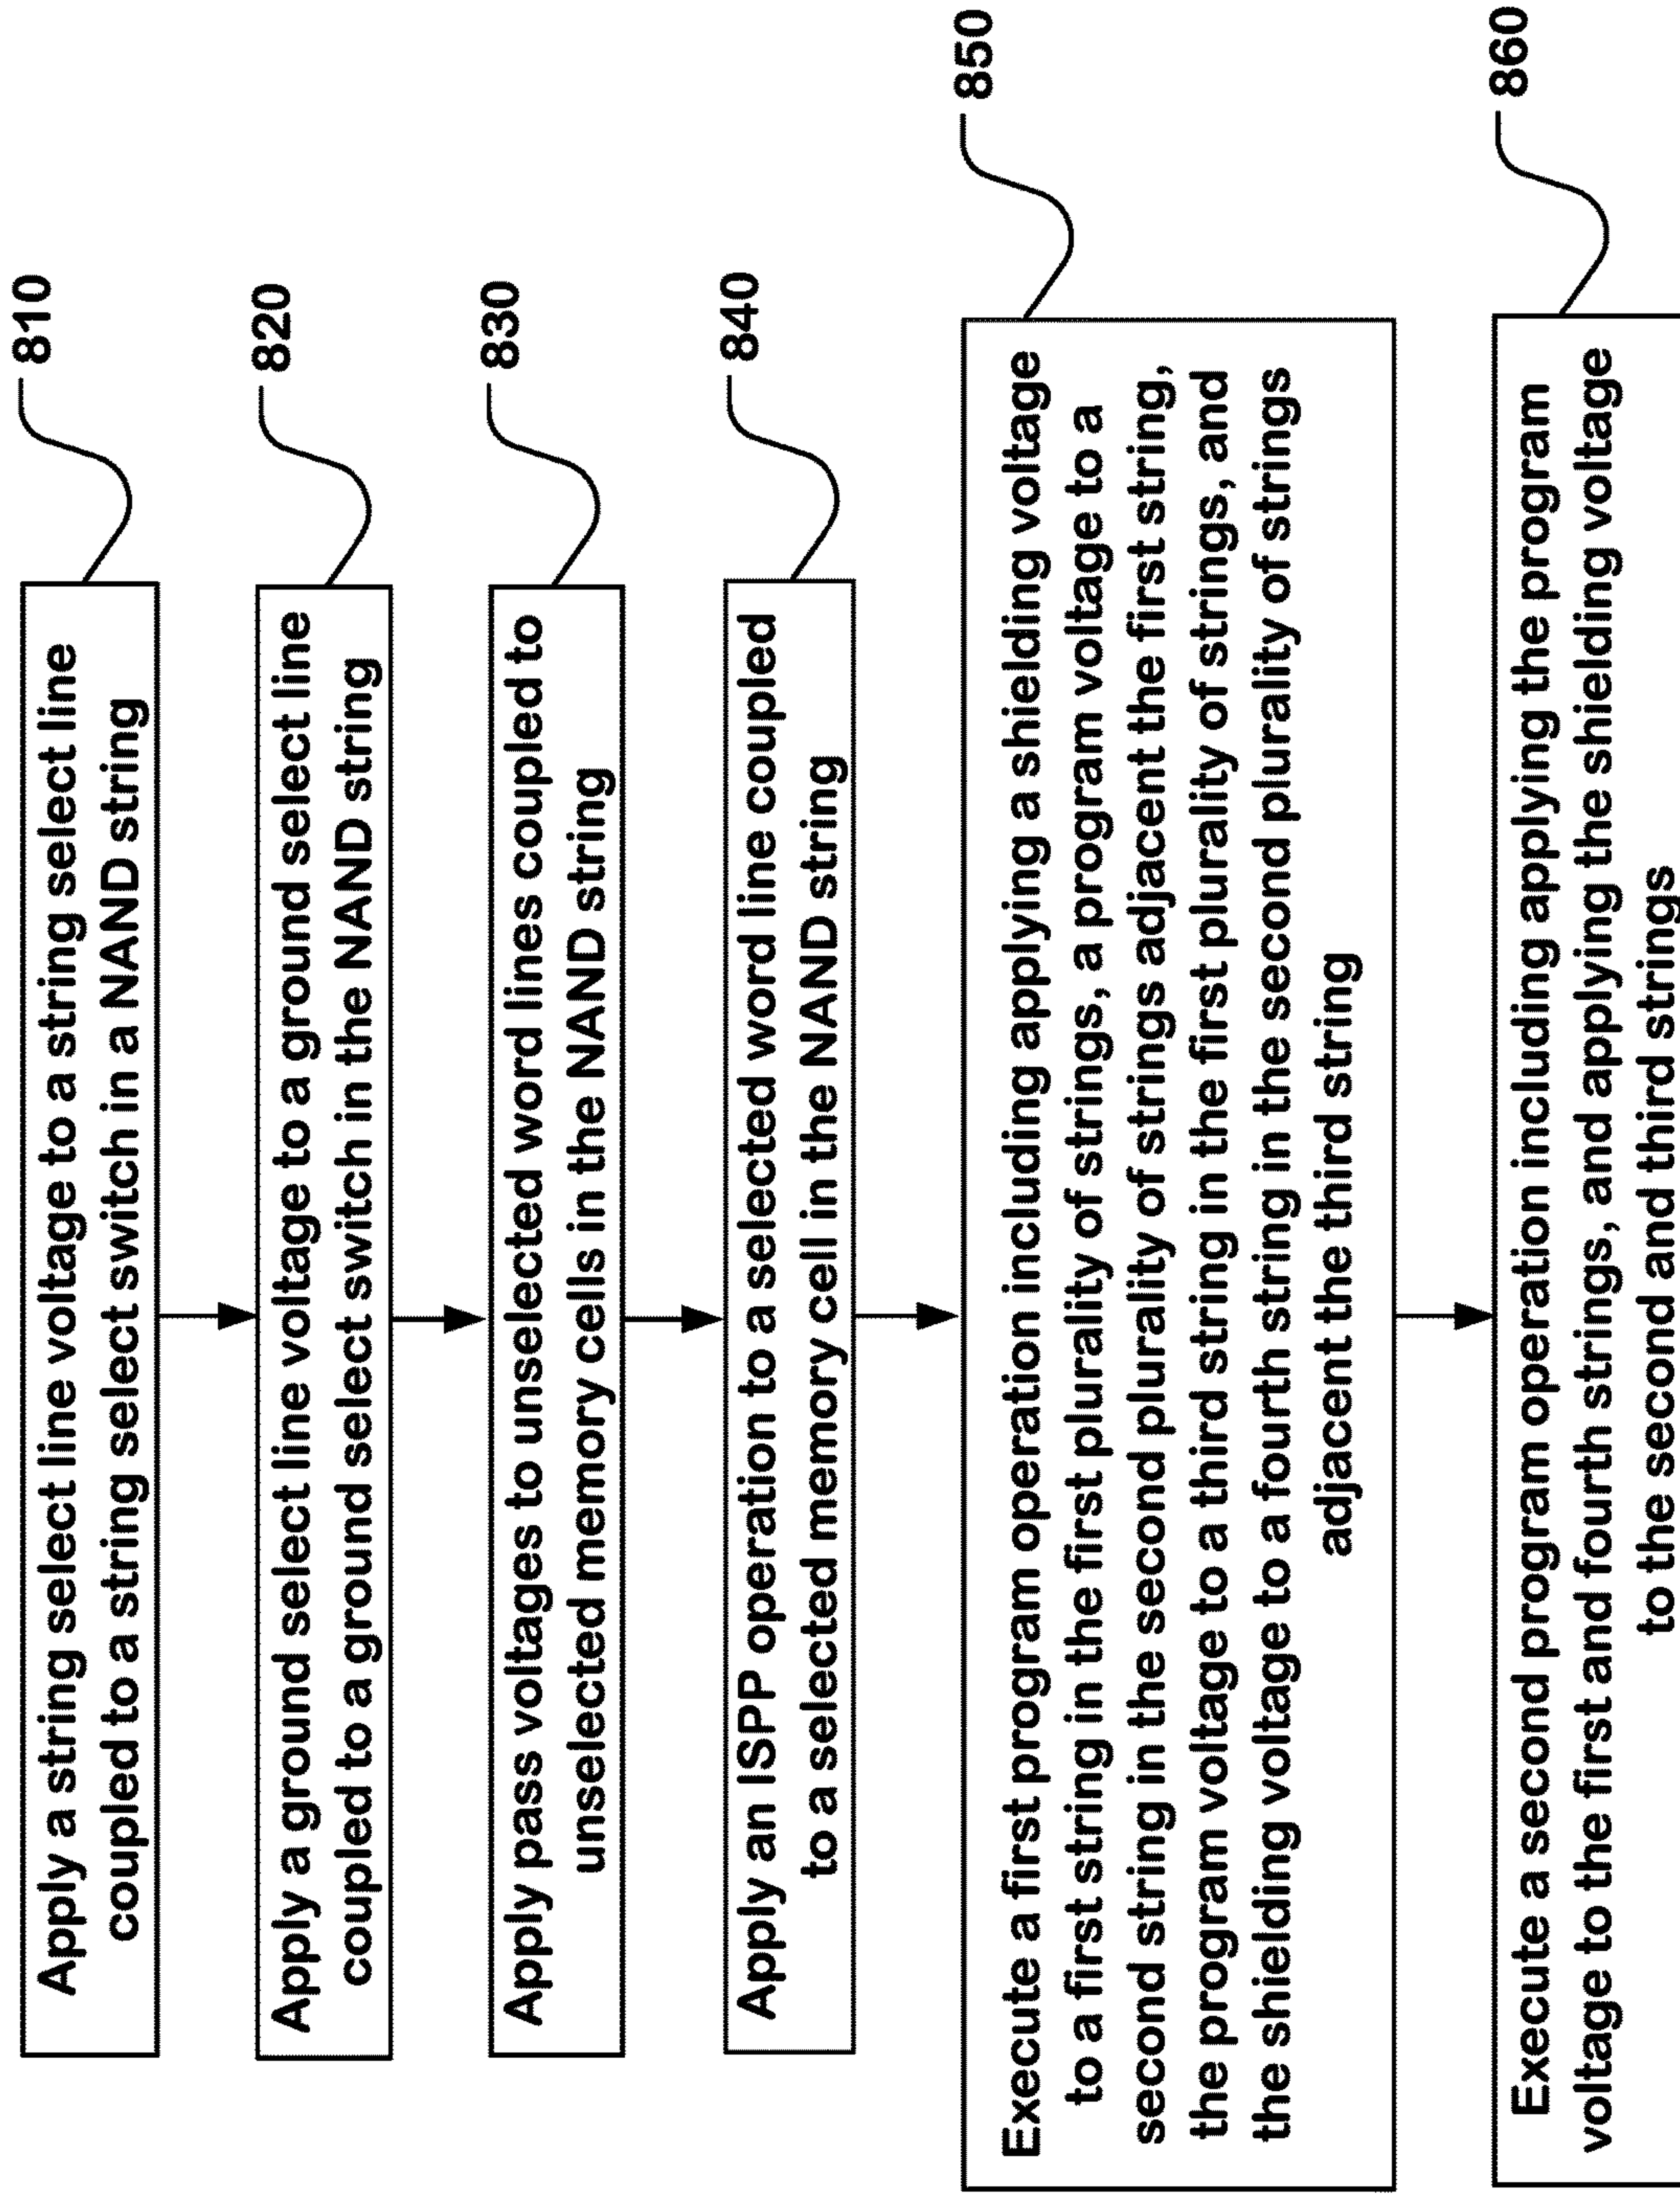 810
Apply a string select line voltage to a string select line
coupled to a string select switch in a NAND string
820
Apply a ground select line voltage to a ground select line
coupled to a ground select switch in the NAND string
830
Apply pass voltages to unselected word lines coupled to
unselected memory cells in the NAND string
840
Apply an ISPP operation to a selected word line coupled
to a selected memory cell in the NAND string
850
Execute a first program operation including applying a shielding voltage
to a first string in the first plurality of strings, a program voltage to a
second string in the second plurality of strings adjacent the first string,
the program voltage to a third string in the first plurality of strings, and
the shielding voltage to a fourth string in the second plurality of strings
adjacent the third string
860
Execute a second program operation including applying the program
voltage to the first and fourth strings, and applying the shielding voltage
to the second and third strings